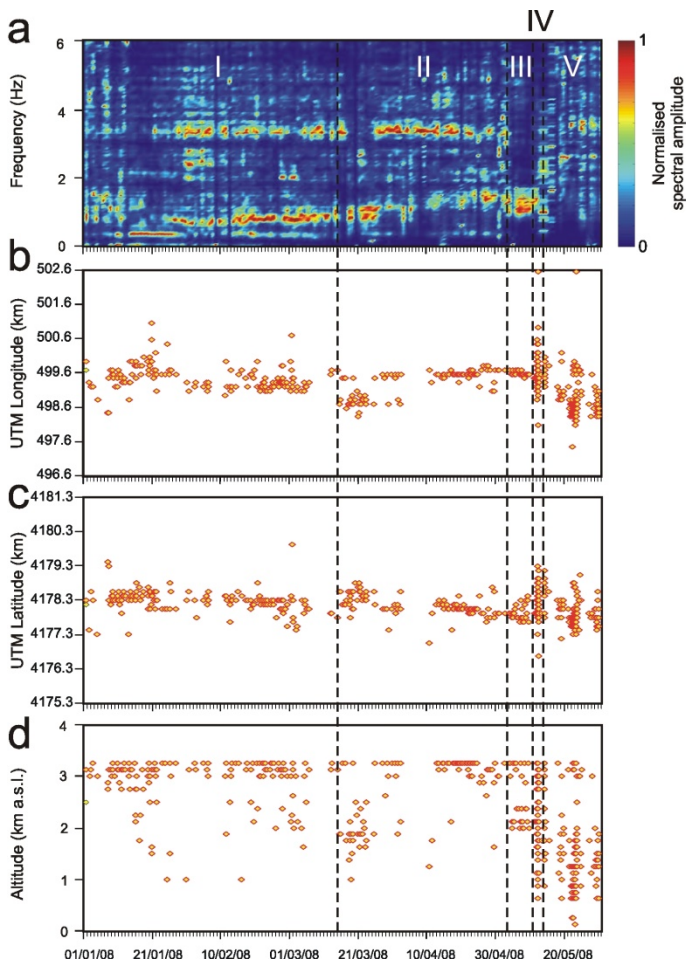 IV
a
6
4
2
0
Frequency (Hz)
I
II
III
V
1
0
Normalised
spectral amplitude
b
502.6
501.6
500.6
499.6
498.6
497.6
496.6
UTM Longitude (km)
c
4181.3
4180.3
4179.3
4178.3
4177.3
4176.3
4175.3
UTM Latitude (km)
d
4
3
2
1
0
Altitude (km a.s.l.)
01/01/08 21/01/08 10/02/08 01/03/08 21/03/08 10/04/08 30/04/08 20/05/08